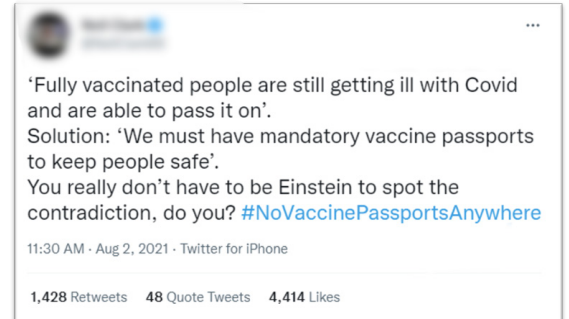 ‘Fully vaccinated people are still getting ill with Covid
and are able to pass it on’.
Solution: ‘We must have mandatory vaccine passports
to keep people safe’.
You really don’t have to be Einstein to spot the
contradiction, do you? #NoVaccinePassportsAnywhere
11:30 AM · Aug 2, 2021 · Twitter for iPhone
1,428 Retweets 48 Quote Tweets 4,414 Likes